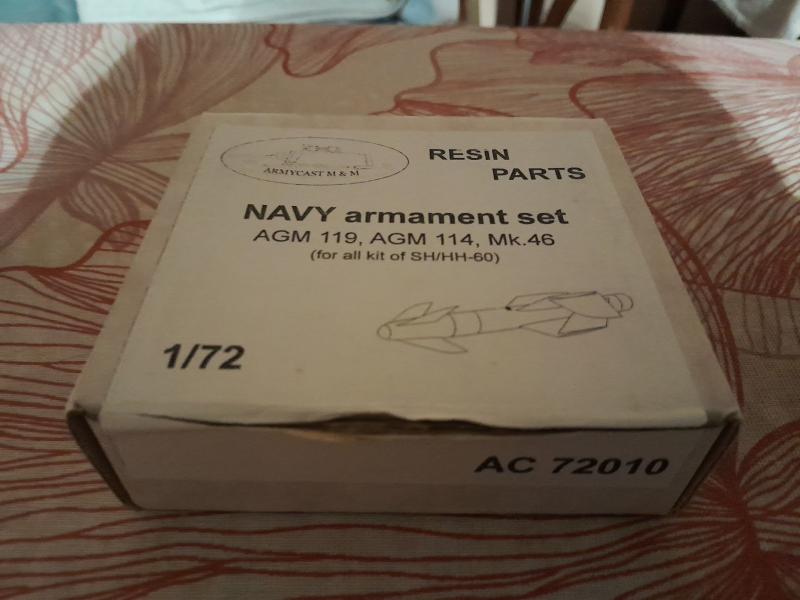 ARMYCAST M & M
RESIN
PARTS
NAVY armament set
AGM 119, AGM 114, Mk.46
(for all kit of SH/HH-60)
1/72
AC 72010